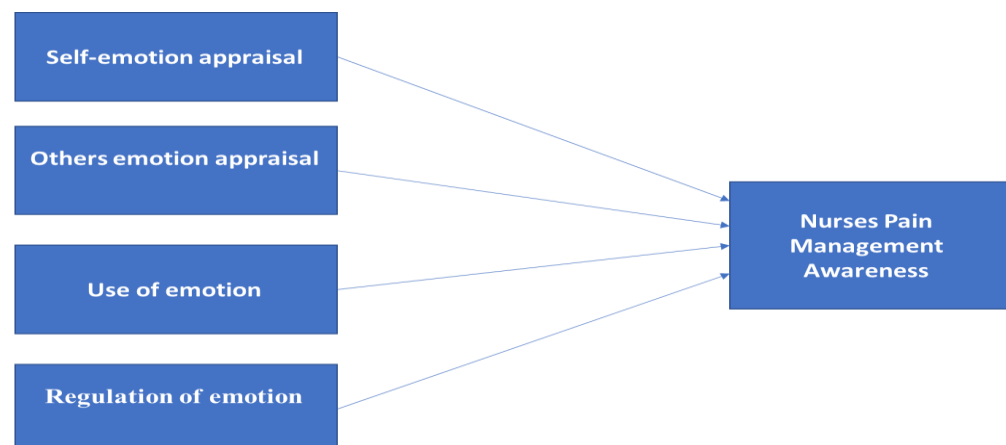 Self-emotion appraisal
Others emotion appraisal
Use of emotion
Regulation of emotion
Nurses Pain
Management
Awareness